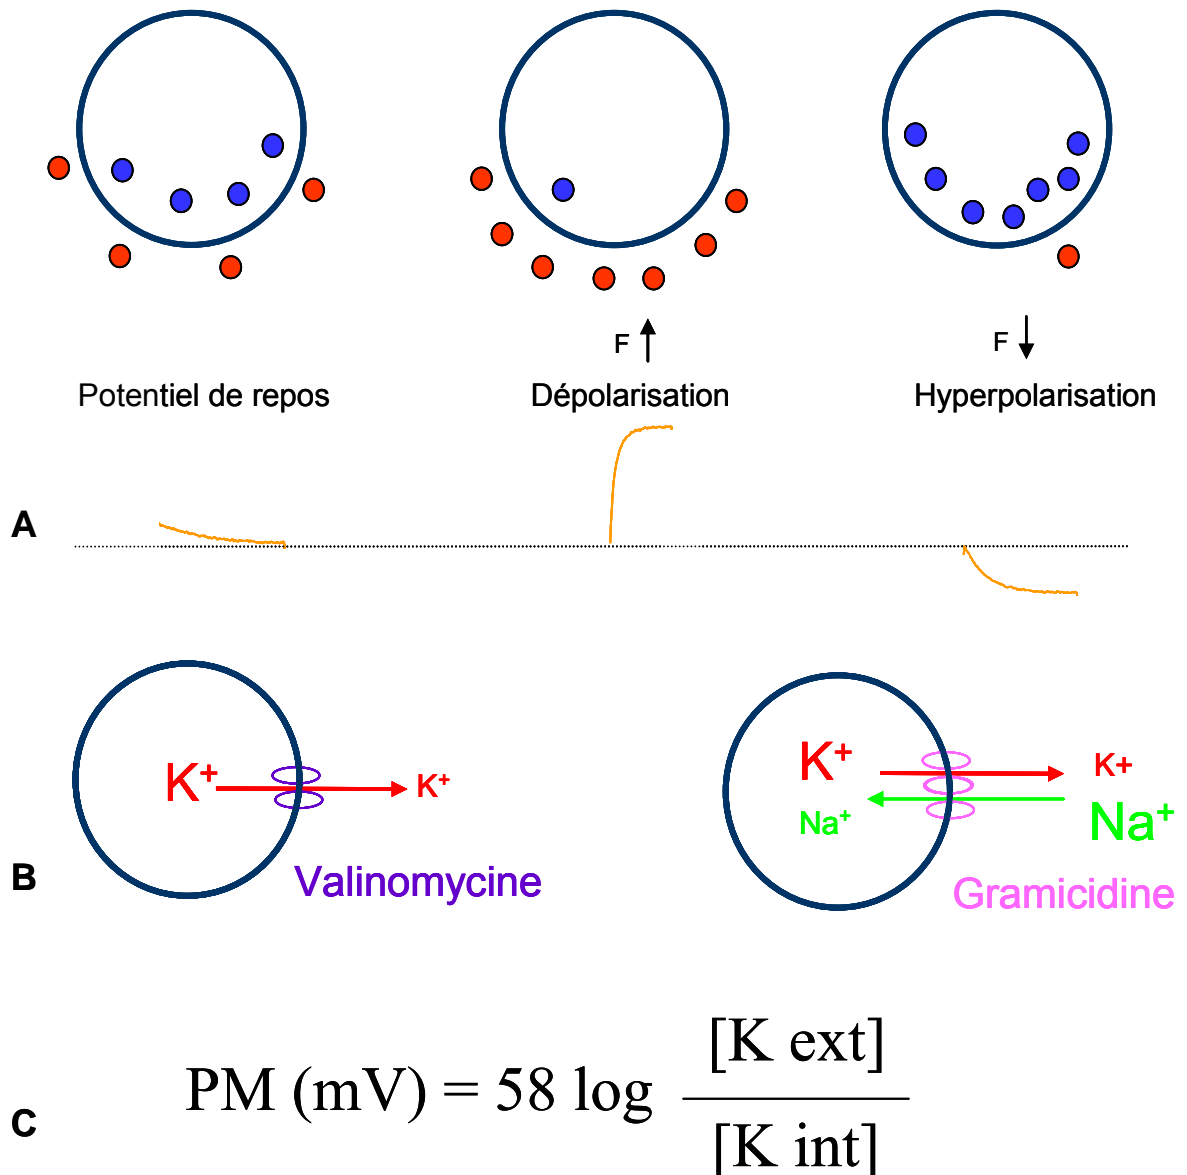 F F
Potentiel de repos Dépolarisation Hyperpolarisation
A
K⁺ K⁺
K⁺ K+
Na⁺ Na⁺
B
Valinomycine Gramicidine
[K ext]
PM (mV) = 58 log
[K int]
C